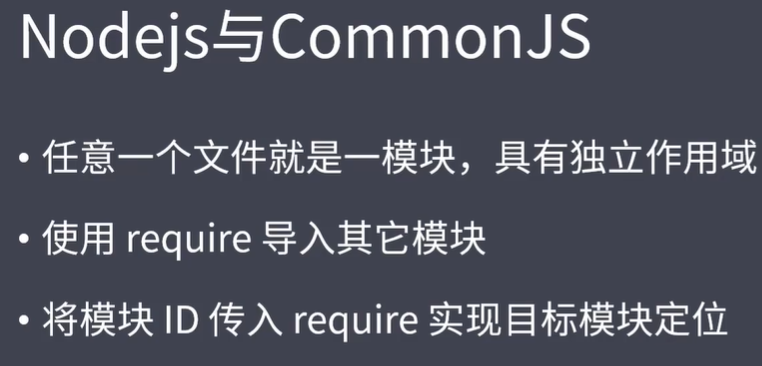 Nodejs与CommonJS
• 任意一个文件就是一模块，具有独立作用域
• 使用 require 导入其它模块
• 将模块 ID 传入 require 实现目标模块定位